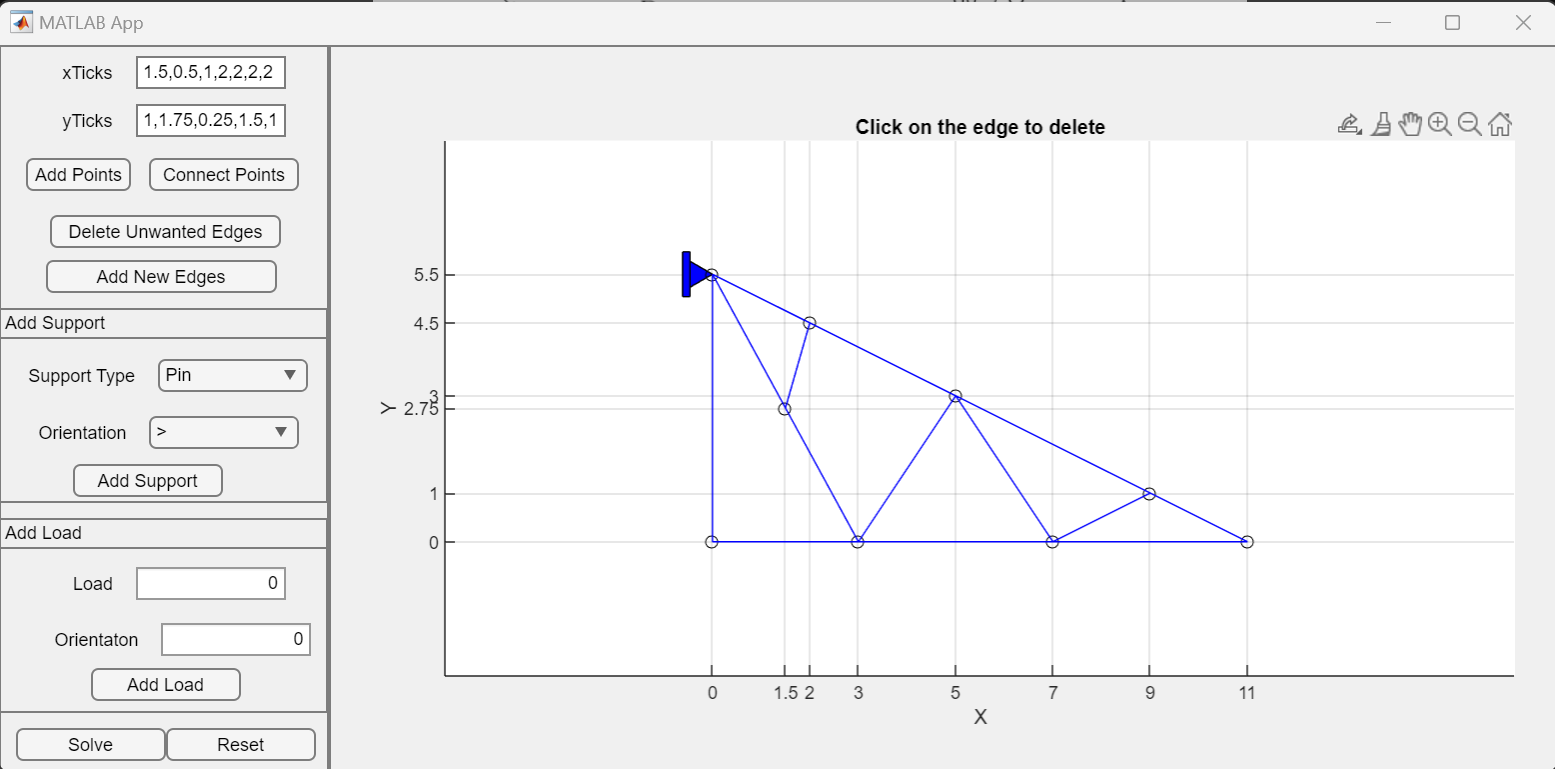 MATLAB App
xTicks 1.5,0.5,1,2,2,2,2
yTicks 1,1.75,0.25,1.5,1
Add Points Connect Points
Delete Unwanted Edges
Add New Edges
Add Support
Support Type Pin
Orientation >
Add Support
Add Load
Load 0
Orientaton 0
Add Load
Solve Reset
Click on the edge to delete
5.5
4.5
3
2.75
1
0
Y
0 1.5 2 3 5 7 9 11
X